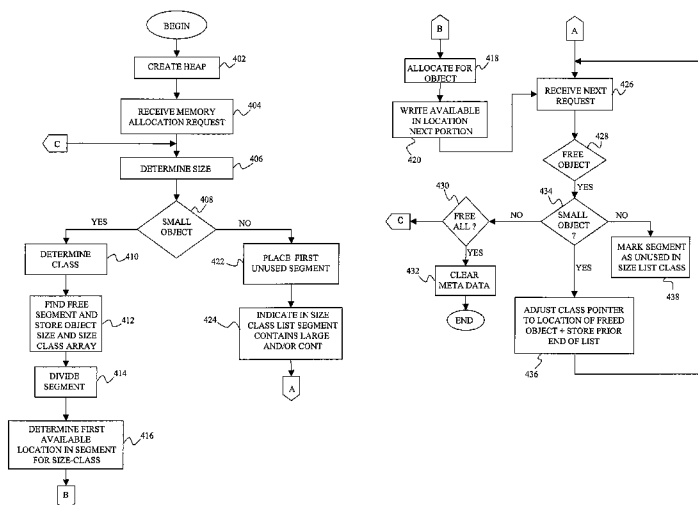 BEGIN
CREATE HEAP
402
RECEIVE MEMORY
ALLOCATION REQUEST
404
C
DETERMINE SIZE
406
SMALL
OBJECT
408
YES
NO
DETERMINE
CLASS
410
FIND FREE
SEGMENT AND
STORE OBJECT
SIZE AND SIZE
CLASS ARRAY
412
DIVIDE
SEGMENT
414
DETERMINE FIRST
AVAILABLE
LOCATION IN SEGMENT
FOR SIZE-CLASS
416
B
422
PLACE FIRST
UNUSED SEGMENT
424
INDICATE IN SIZE
CLASS LIST SEGMENT
CONTAINS LARGE
AND/OR CONT
A
B
ALLOCATE FOR
OBJECT
418
WRITE AVAILABLE
IN LOCATION
NEXT PORTION
420
A
RECEIVE NEXT
REQUEST
426
FREE
OBJECT
428
YES
434
SMALL
OBJECT
?
NO
NO
YES
430
FREE
ALL ?
C
YES
432
CLEAR
META DATA
END
MARK SEGMENT
AS UNUSED IN
SIZE LIST CLASS
438
ADJUST CLASS POINTER
TO LOCATION OF FREED
OBJECT + STORE PRIOR
END OF LIST
436